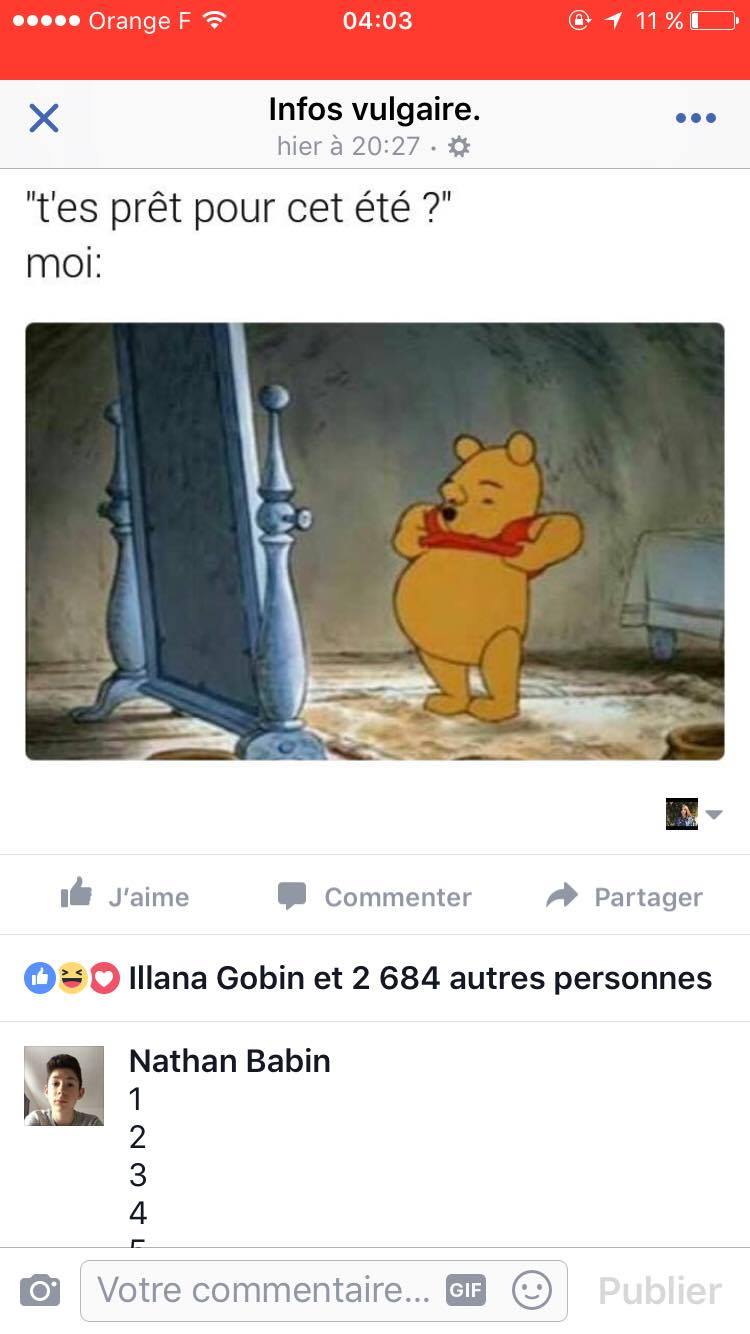 Orange F 04:03 11 %
Infos vulgaire.
hier à 20:27 ·
"t'es prêt pour cet été ?"
moi:
J'aime Commenter Partager
Illana Gobin et 2 684 autres personnes
Nathan Babin
1
2
3
4
5
Votre commentaire... GIF Publier